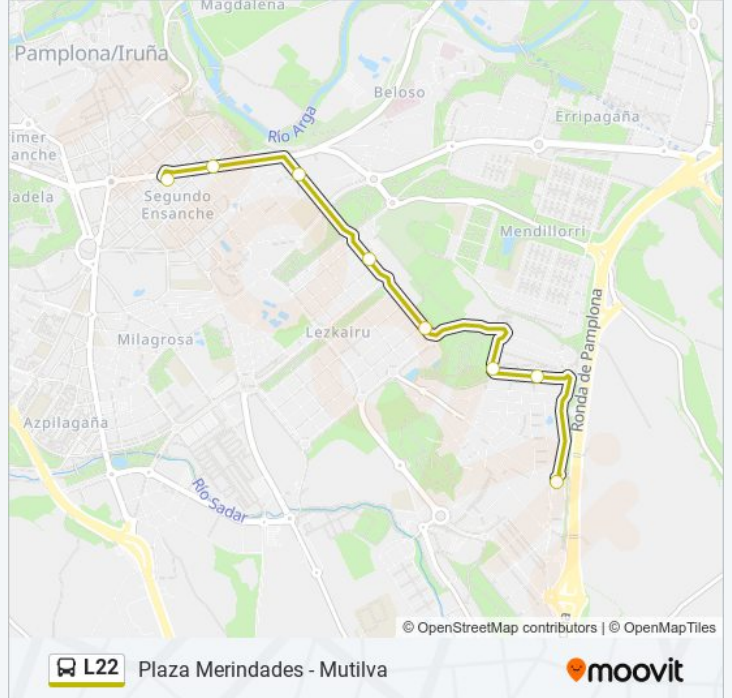 Magdalena
Pamplona/Iruña
Beloso
Río Arga
Erripagaña
imer
anche
adela
Segundo
Ensanche
Mendillorri
Ronda de Pamplona
Milagrosa
Lezkairu
Azpilagaña
Río Sadar
© OpenStreetMap contributors | © OpenMapTiles
L22
Plaza Merindades - Mutilva
moovit